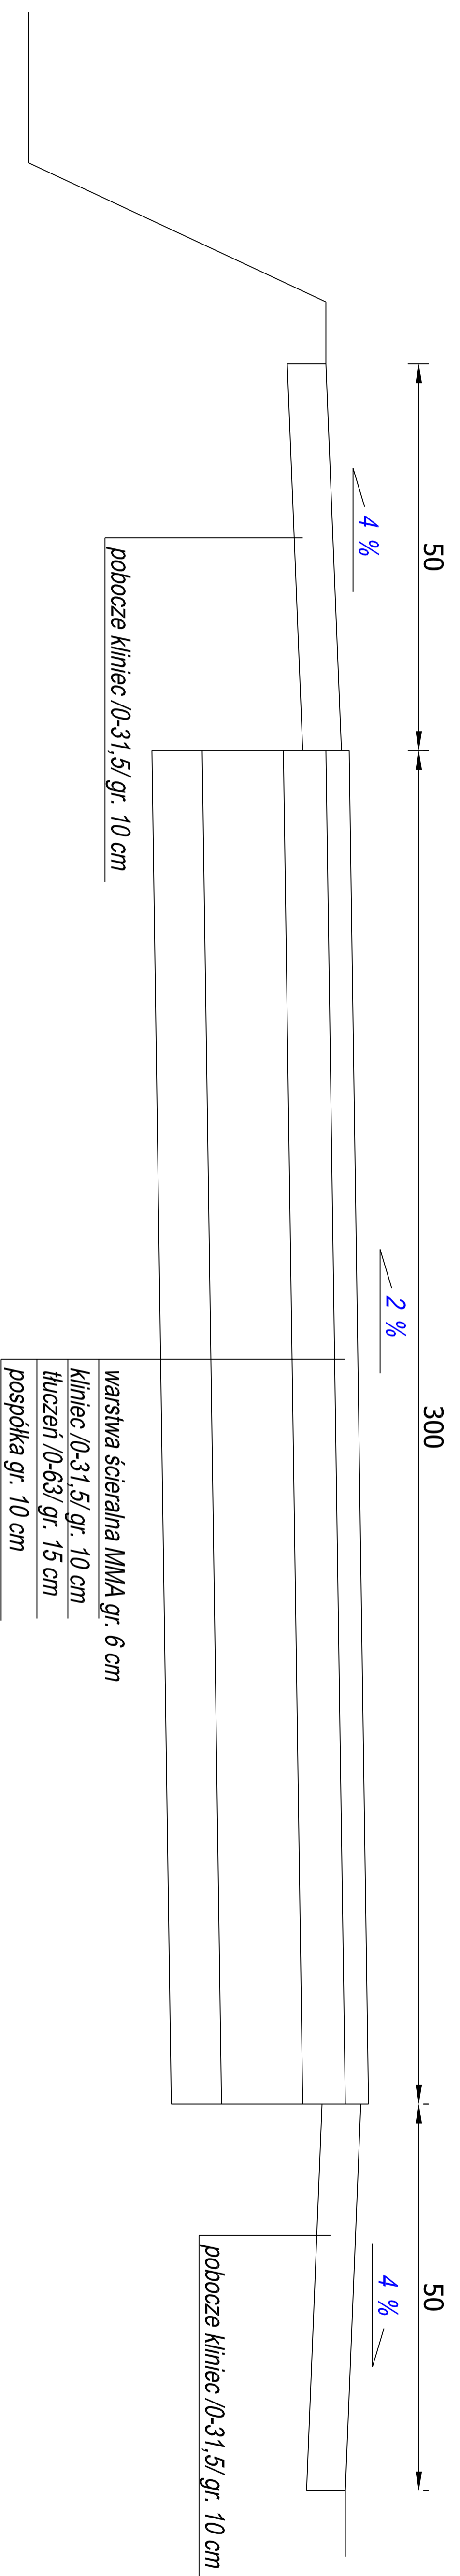 50
300
50
4 %
2 %
4 %
pobocze kliniec /0-31,5/ gr. 10 cm
warstwa ścieralna MMA gr. 6 cm
kliniec /0-31,5/ gr. 10 cm
tłuczeń /0-63/ gr. 15 cm
pospółka gr. 10 cm
pobocze kliniec /0-31,5/ gr. 10 cm